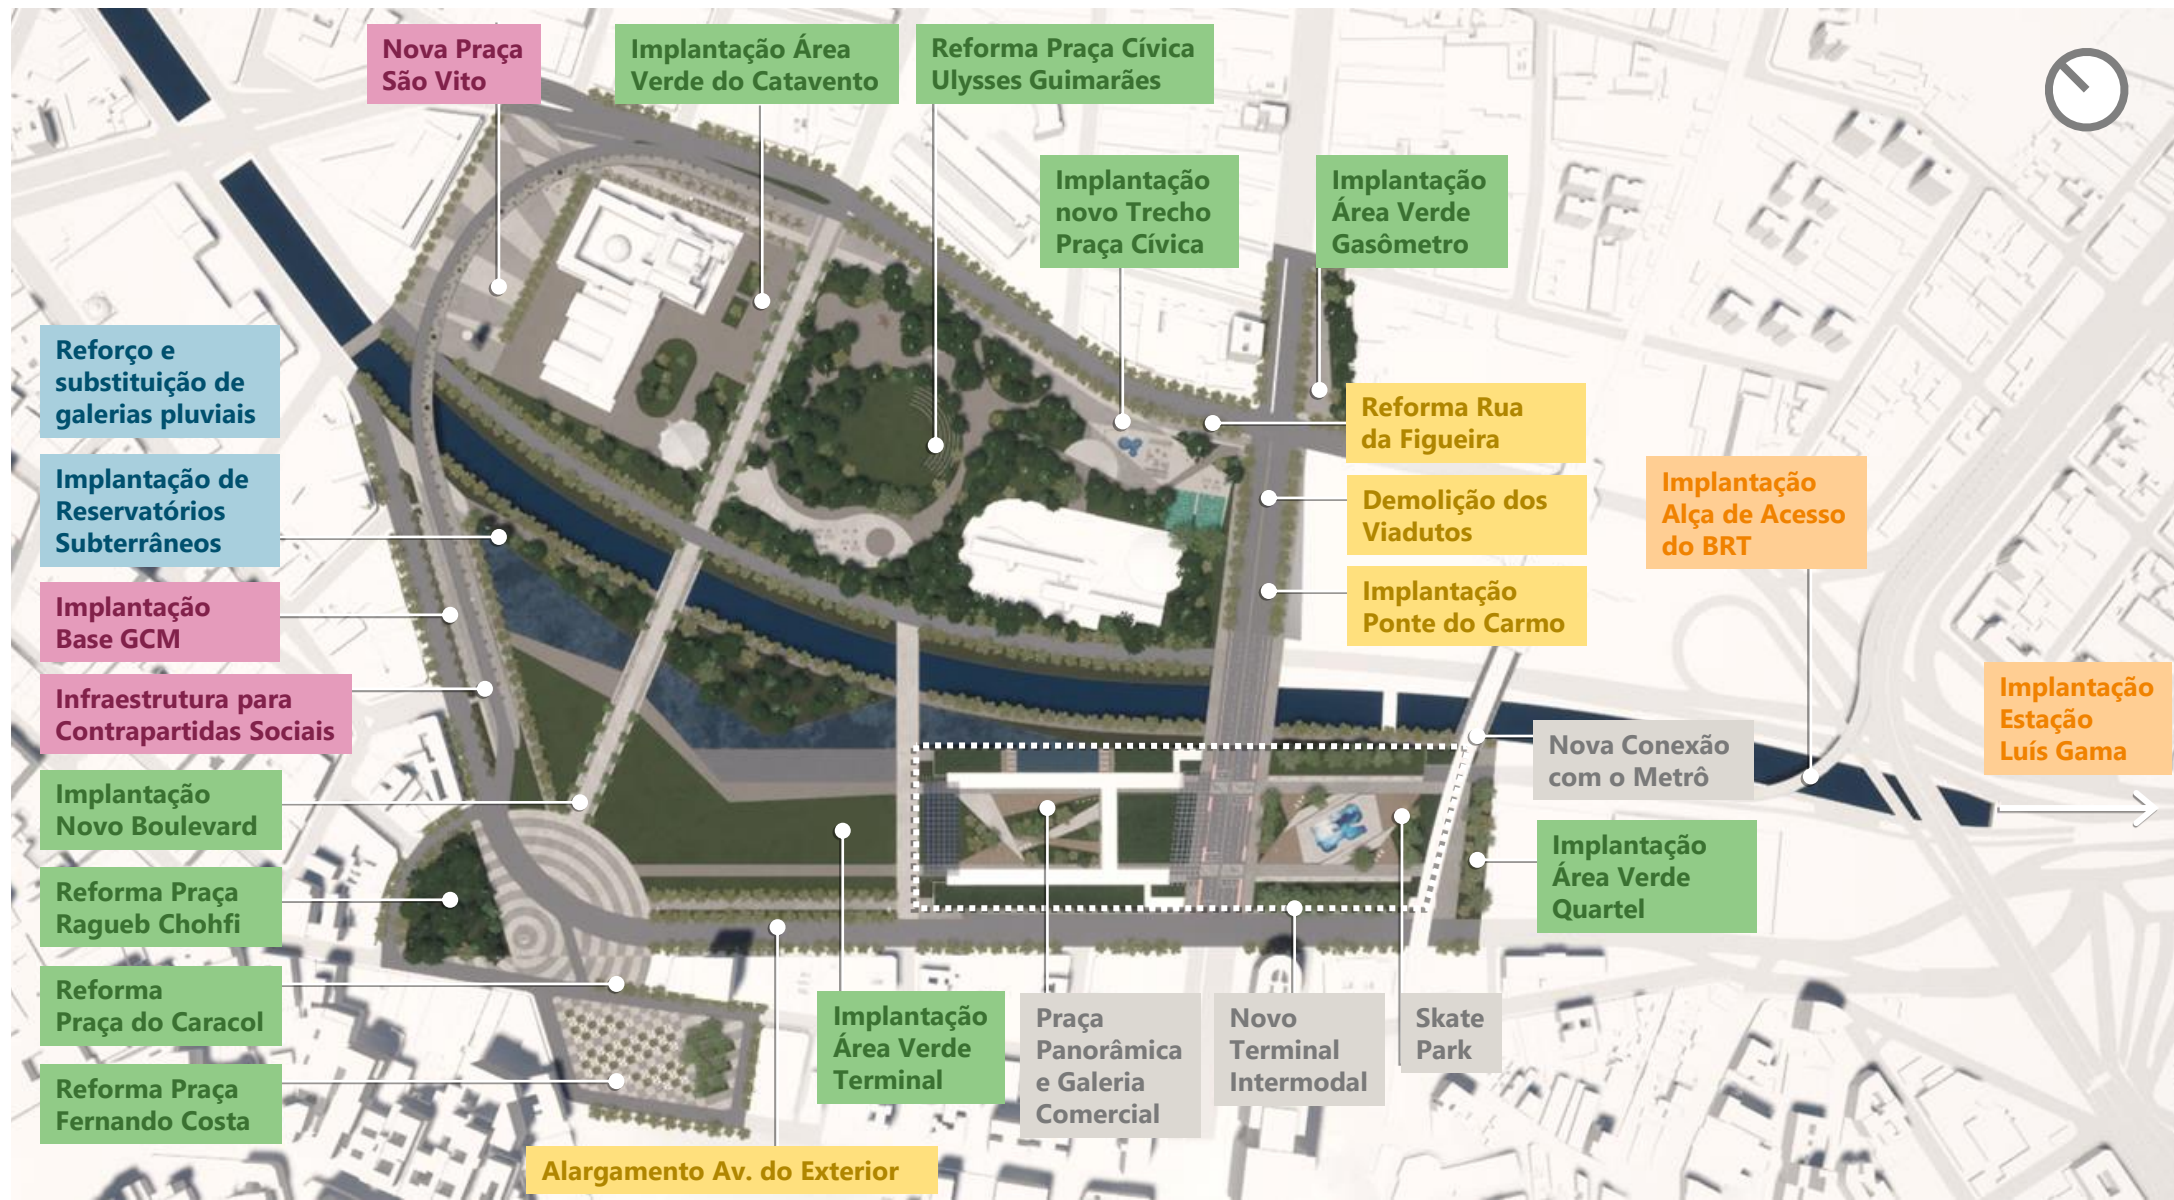 Nova Praça
São Vito
Implantação Área
Verde do Catavento
Reforma Praça Cívica
Ulysses Guimarães
Implantação
novo Trecho
Praça Cívica
Implantação
Área Verde
Gasômetro
Reforço e
substituição de
galerias pluviais
Reforma Rua
da Figueira
Implantação de
Reservatórios
Subterrâneos
Demolição dos
Viadutos
Implantação
Alça de Acesso
do BRT
Implantação
Base GCM
Implantação
Ponte do Carmo
Infraestrutura para
Contrapartidas Sociais
Implantação
Estação
Luís Gama
Nova Conexão
com o Metrô
Implantação
Novo Boulevard
Implantação
Área Verde
Quartel
Reforma Praça
Ragueb Chohfi
Reforma
Praça do Caracol
Implantação
Área Verde
Terminal
Praça
Panorâmica
e Galeria
Comercial
Novo
Terminal
Intermodal
Skate
Park
Reforma Praça
Fernando Costa
Alargamento Av. do Exterior